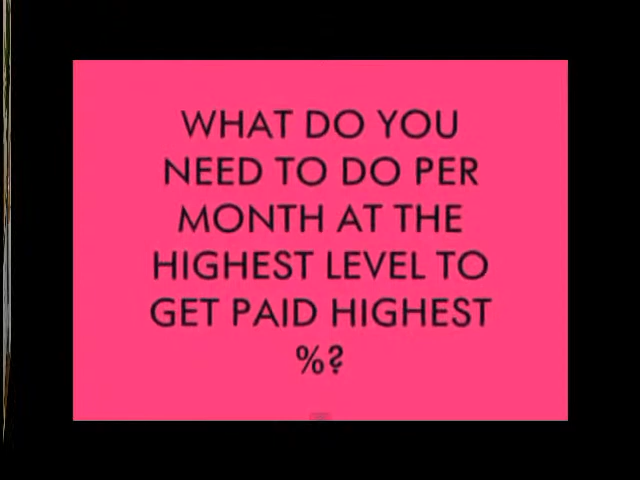 WHAT DO YOU
NEED TO DO PER
MONTH AT THE
HIGHEST LEVEL TO
GET PAID HIGHEST
%?